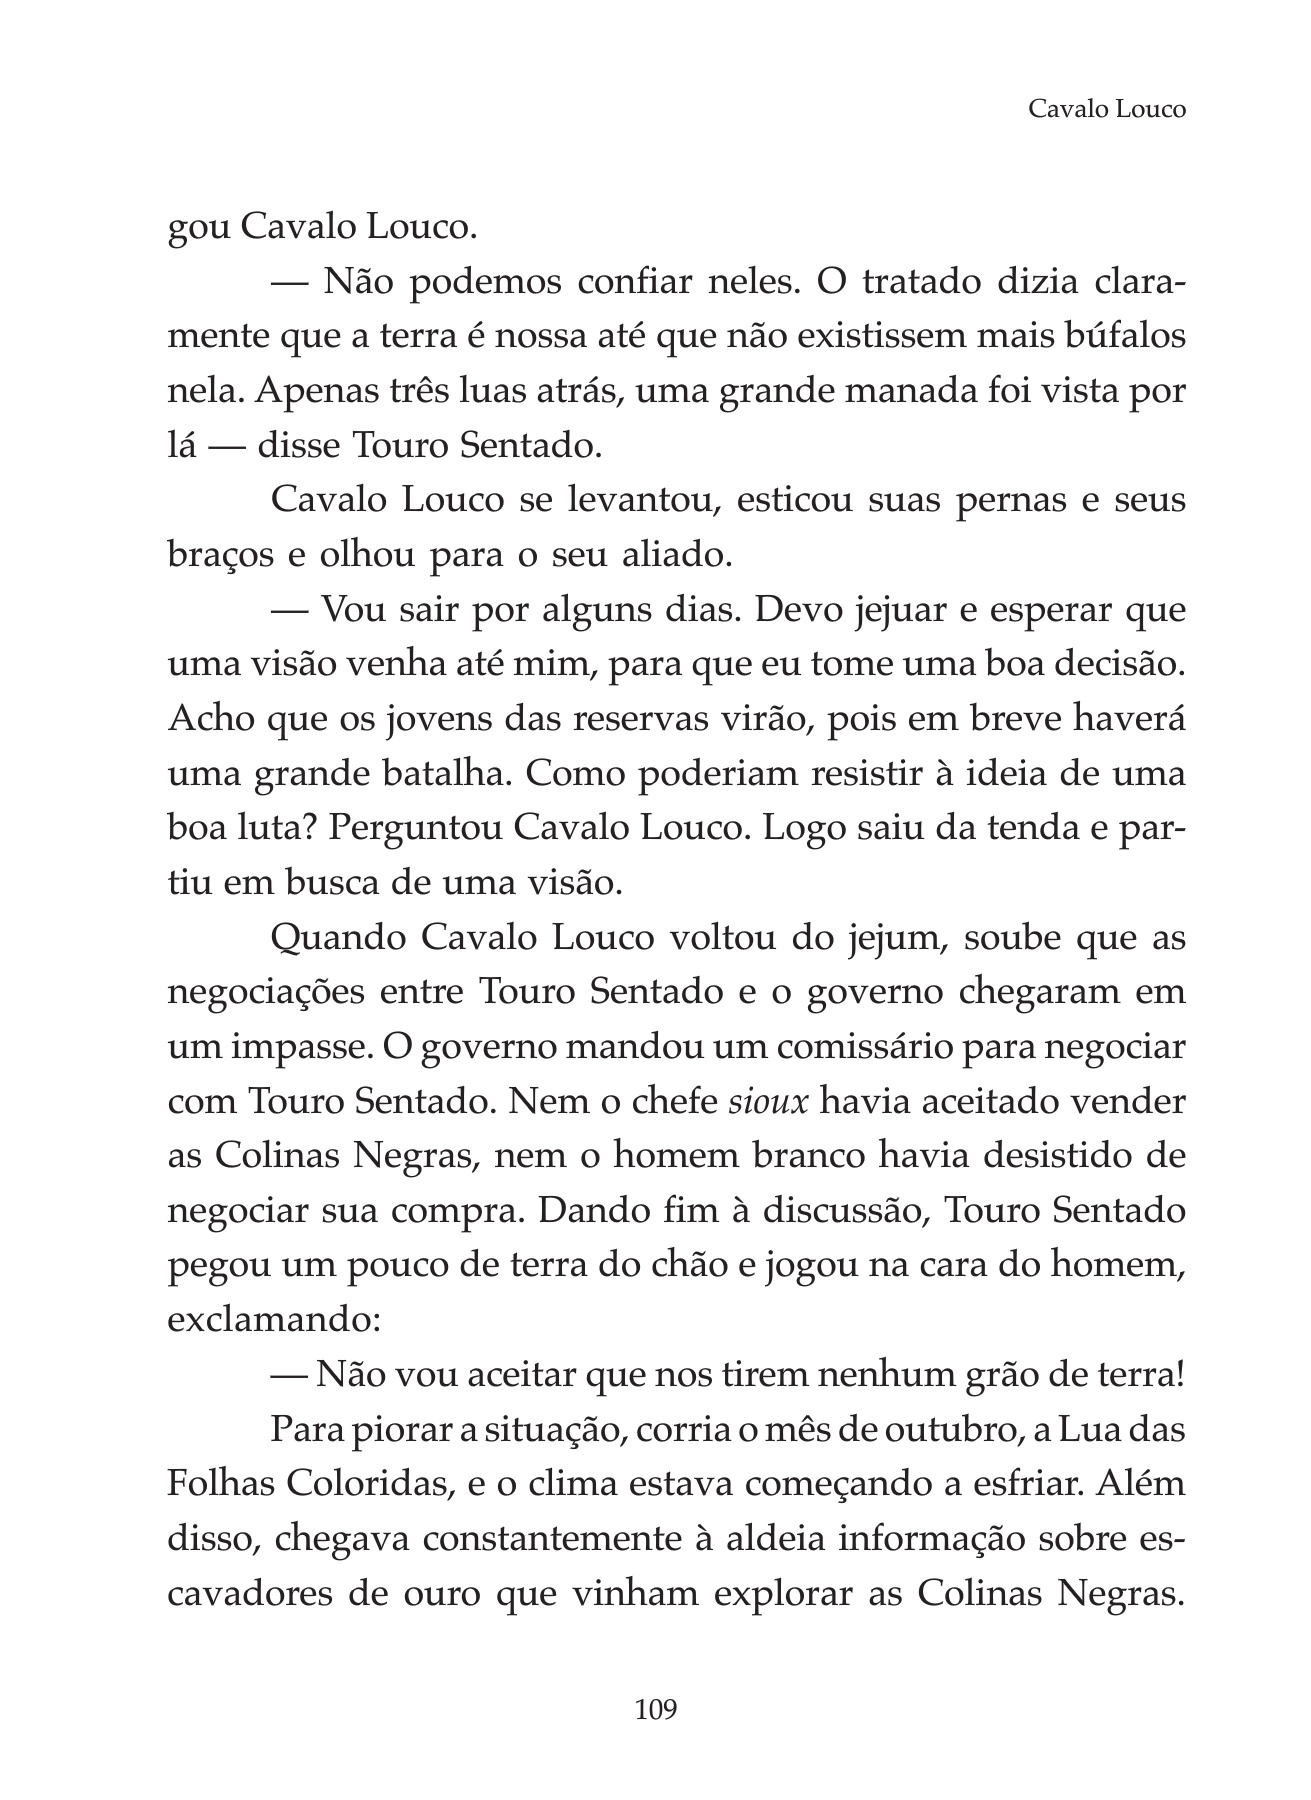 Cavalo Louco
gou Cavalo Louco.
— Não podemos confiar neles. O tratado dizia clara-
mente que a terra é nossa até que não existissem mais búfalos
nela. Apenas três luas atrás, uma grande manada foi vista por
lá — disse Touro Sentado.
Cavalo Louco se levantou, esticou suas pernas e seus
braços e olhou para o seu aliado.
— Vou sair por alguns dias. Devo jejuar e esperar que
uma visão venha até mim, para que eu tome uma boa decisão.
Acho que os jovens das reservas virão, pois em breve haverá
uma grande batalha. Como poderiam resistir à ideia de uma
boa luta? Perguntou Cavalo Louco. Logo saiu da tenda e par-
tiu em busca de uma visão.
Quando Cavalo Louco voltou do jejum, soube que as
negociações entre Touro Sentado e o governo chegaram em
um impasse. O governo mandou um comissário para negociar
com Touro Sentado. Nem o chefe sioux havia aceitado vender
as Colinas Negras, nem o homem branco havia desistido de
negociar sua compra. Dando fim à discussão, Touro Sentado
pegou um pouco de terra do chão e jogou na cara do homem,
exclamando:
— Não vou aceitar que nos tirem nenhum grão de terra!
Para piorar a situação, corria o mês de outubro, a Lua das
Folhas Coloridas, e o clima estava começando a esfriar. Além
disso, chegava constantemente à aldeia informação sobre es-
cavadores de ouro que vinham explorar as Colinas Negras.
109